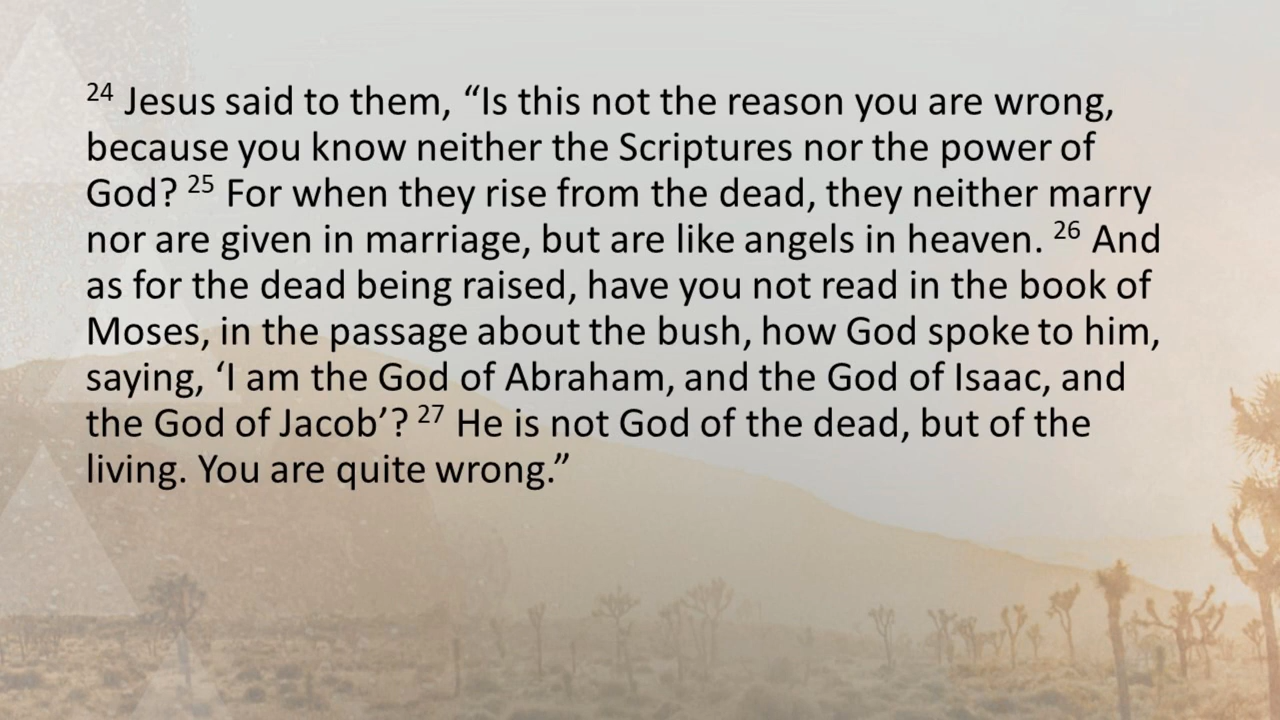 24 Jesus said to them, “Is this not the reason you are wrong,
because you know neither the Scriptures nor the power of
God? 25 For when they rise from the dead, they neither marry
nor are given in marriage, but are like angels in heaven. 26 And
as for the dead being raised, have you not read in the book of
Moses, in the passage about the bush, how God spoke to him,
saying, ‘I am the God of Abraham, and the God of Isaac, and
the God of Jacob’? 27 He is not God of the dead, but of the
living. You are quite wrong.”